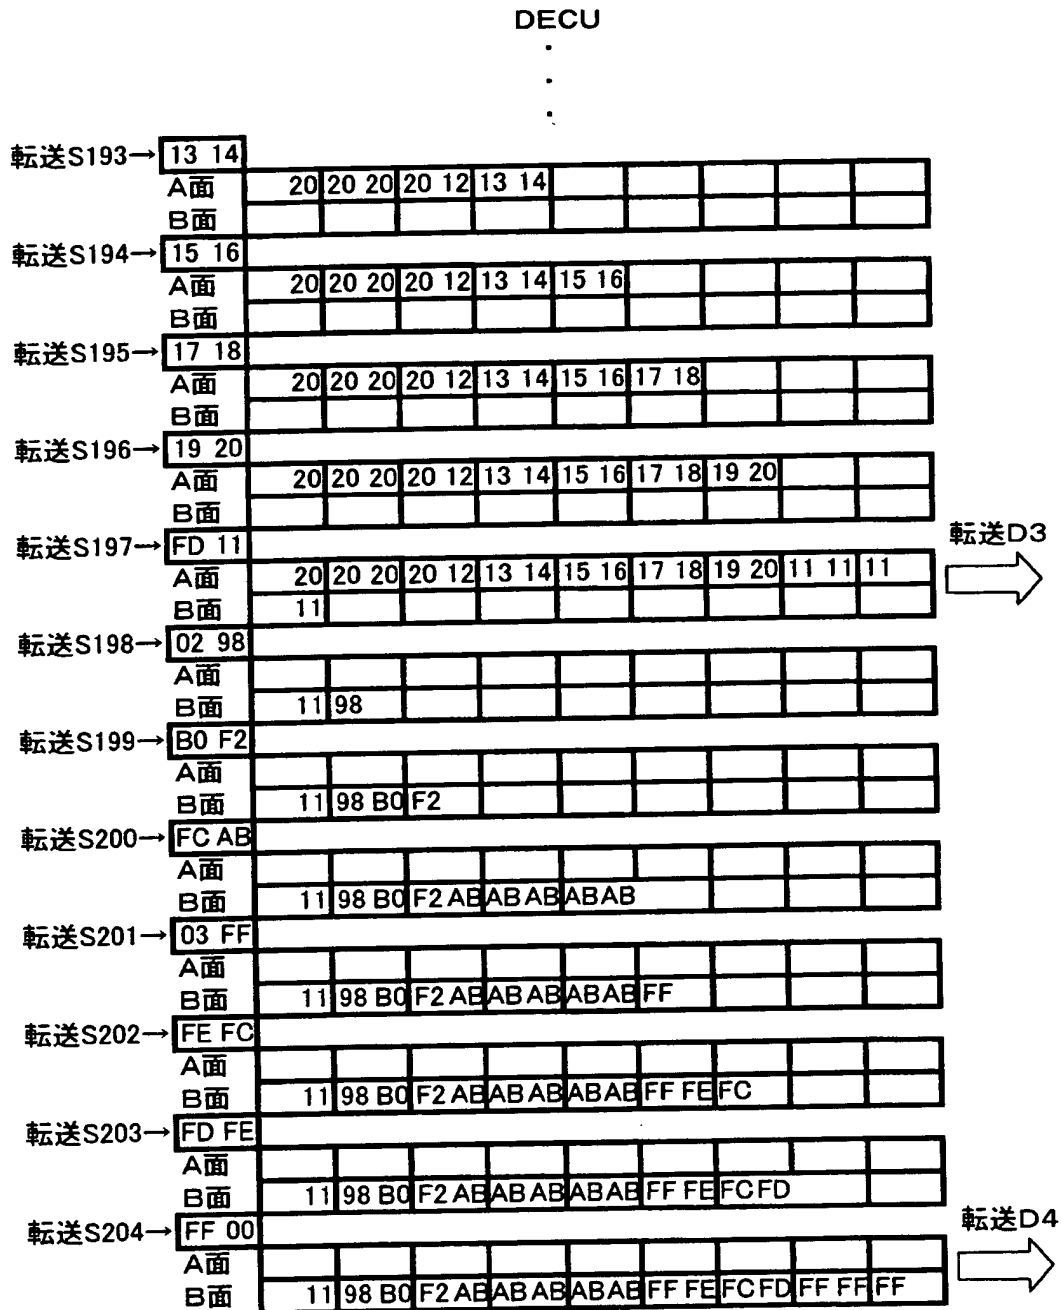 DECU
転送S193→ 13 14
A面 20 20 20 20 12 13 14
B面
転送S194→ 15 16
A面 20 20 20 20 12 13 14 15 16
B面
転送S195→ 17 18
A面 20 20 20 20 12 13 14 15 16 17 18
B面
転送S196→ 19 20
A面 20 20 20 20 12 13 14 15 16 17 18 19 20
B面
転送S197→ FD 11
転送D3
A面 20 20 20 20 12 13 14 15 16 17 18 19 20 11 11 11
B面 11
転送S198→ 02 98
A面
B面 11 98
転送S199→ B0 F2
A面
B面 11 98 B0 F2
転送S200→ FC AB
A面
B面 11 98 B0 F2 AB AB AB AB AB
転送S201→ 03 FF
A面
B面 11 98 B0 F2 AB AB AB AB AB FF
転送S202→ FE FC
A面
B面 11 98 B0 F2 AB AB AB AB AB FF FE FC
転送S203→ FD FE
A面
B面 11 98 B0 F2 AB AB AB AB AB FF FE FC FD
転送S204→ FF 00
転送D4
A面
B面 11 98 B0 F2 AB AB AB AB AB FF FE FC FD FF FF FF